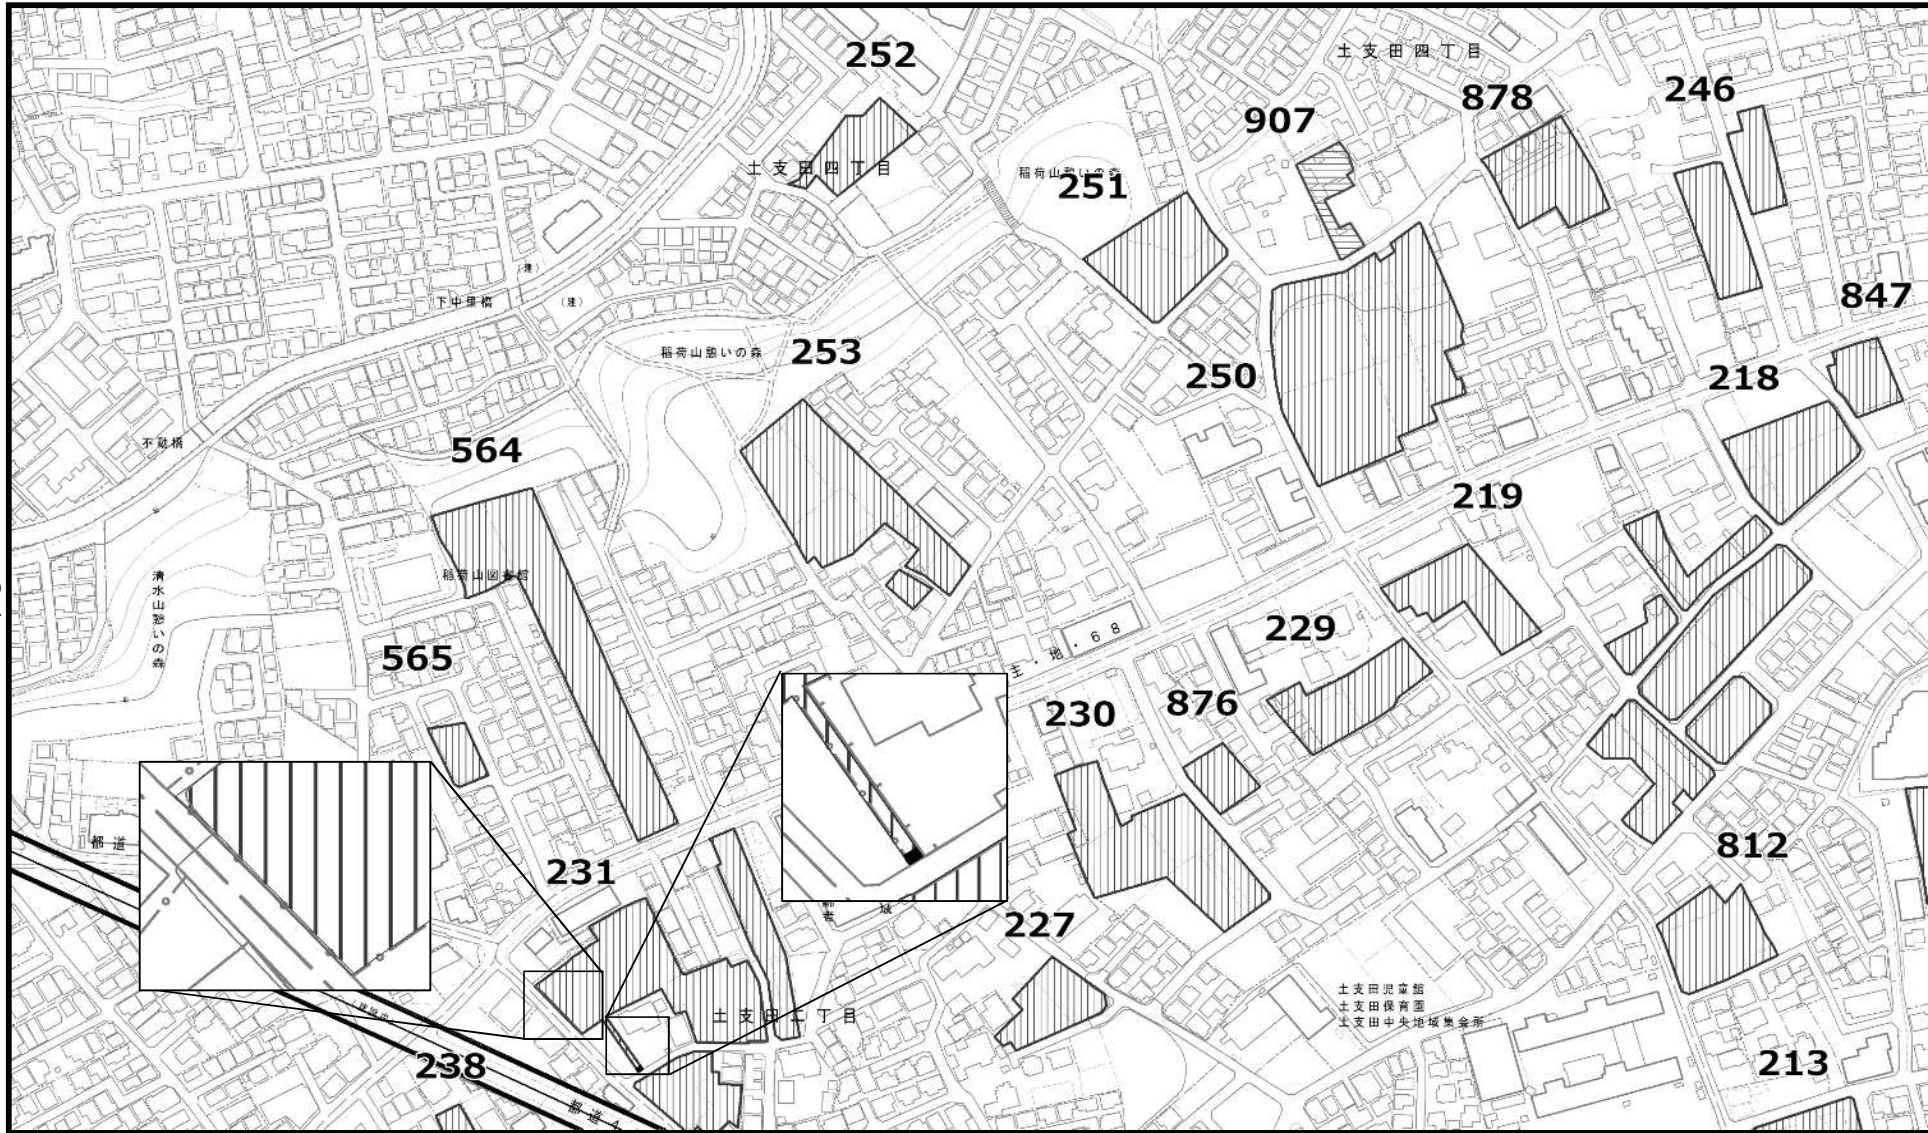 252
土支田四丁目
878
246
907
土支田四丁目
稲荷山憩いの森
251
(建)
下中里橋
(建)
847
稲荷山憩いの森
253
250
218
不動橋
564
219
稲荷山図書館
清水山憩いの森
229
主・地・68
565
876
230
都道
812
231
域
227
土支田児童館
土支田保育園
土支田中央地域集会所
土支田二丁目
238
213
都道